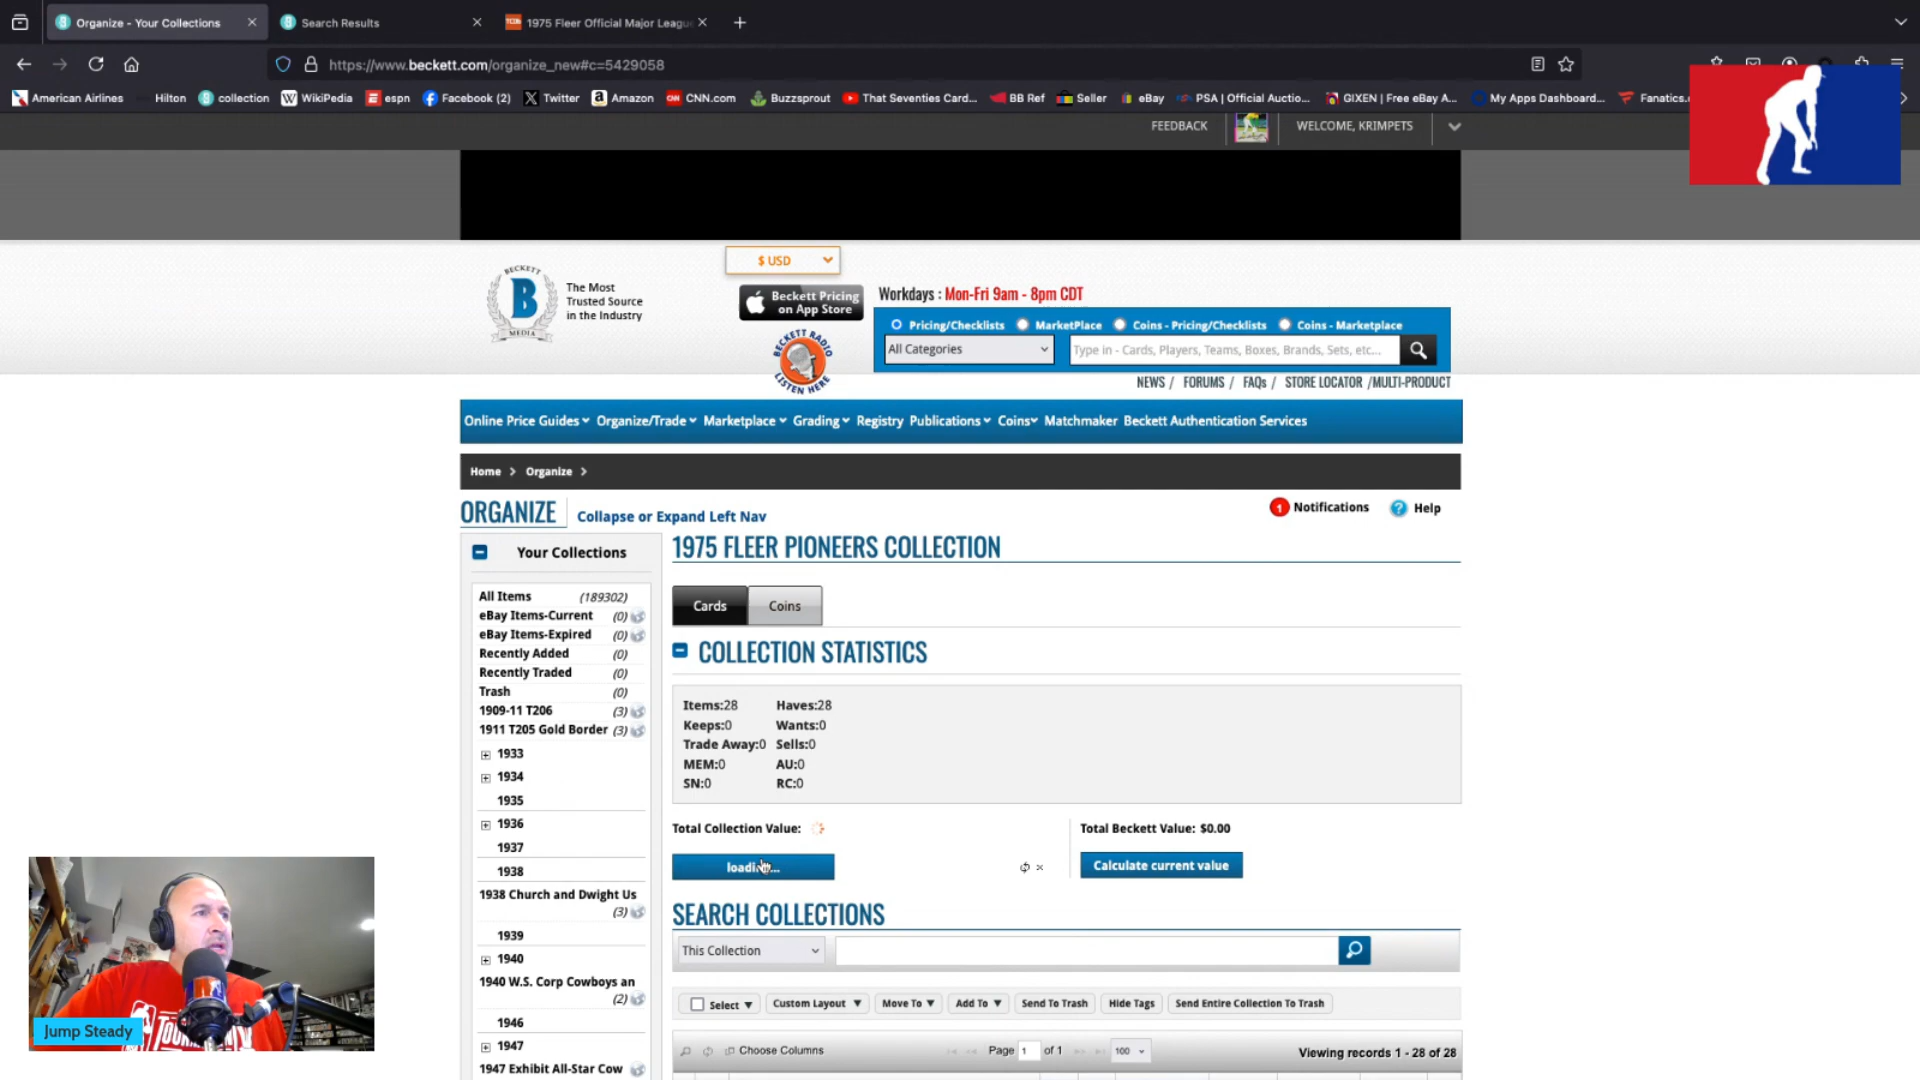 Organize - Your Collections
Search Results
1975 Fleer Official Major Leagu
https://www.beckett.com/organize_new#c=5429058
American Airlines
Hilton
collection
WikiPedia
espn
Facebook (2)
Twitter
Amazon
CNN.com
Buzzsprout
That Seventies Card...
BB Ref
Seller
eBay
PSA | Official Auctio...
GIXEN | Free eBay A...
My Apps Dashboard...
Fanatics.
FEEDBACK
WELCOME, KRIMPETS
$ USD
BECKETT
B
MEDIA
The Most
Trusted Source
in the Industry
Beckett Pricing
on App Store
BECKETT RADIO
LISTEN HERE
Workdays : Mon-Fri 9am - 8pm CDT
Pricing/Checklists
MarketPlace
Coins - Pricing/Checklists
Coins - Marketplace
All Categories
Type in - Cards, Players, Teams, Boxes, Brands, Sets, etc...
NEWS / FORUMS / FAQs / STORE LOCATOR /MULTI-PRODUCT
Online Price Guides Organize/Trade Marketplace Grading Registry Publications Coins Matchmaker Beckett Authentication Services
Home > Organize >
ORGANIZE
Collapse or Expand Left Nav
1 Notifications
? Help
Your Collections
All Items (189302)
eBay Items-Current (0)
eBay Items-Expired (0)
Recently Added (0)
Recently Traded (0)
Trash (0)
1909-11 T206 (3)
1911 T205 Gold Border (3)
1933
1934
1935
1936
1937
1938
1938 Church and Dwight Us
(3)
1939
1940
1940 W.S. Corp Cowboys an
(2)
1946
1947
1947 Exhibit All-Star Cow
1975 FLEER PIONEERS COLLECTION
Cards
Coins
COLLECTION STATISTICS
Items:28 Haves:28
Keeps:0 Wants:0
Trade Away:0 Sells:0
MEM:0 AU:0
SN:0 RC:0
Total Collection Value:
loading...
Total Beckett Value: $0.00
Calculate current value
SEARCH COLLECTIONS
This Collection
Select
Custom Layout
Move To
Add To
Send To Trash
Hide Tags
Send Entire Collection To Trash
Choose Columns
Page 1 of 1
100
Viewing records 1 - 28 of 28
Jump Steady